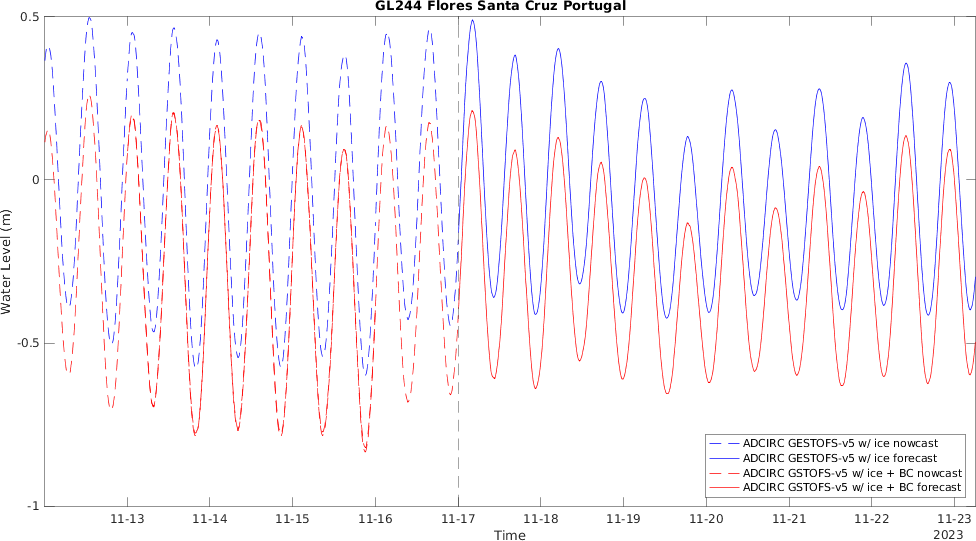 GL244 Flores Santa Cruz Portugal
0.5
0
-0.5
-1
Water Level (m)
ADCIRC GESTOFS-v5 w/ ice nowcast
ADCIRC GESTOFS-v5 w/ ice forecast
ADCIRC GSTOFS-v5 w/ ice + BC nowcast
ADCIRC GSTOFS-v5 w/ ice + BC forecast
11-13 11-14 11-15 11-16 11-17 11-18 11-19 11-20 11-21 11-22 11-23
Time
2023